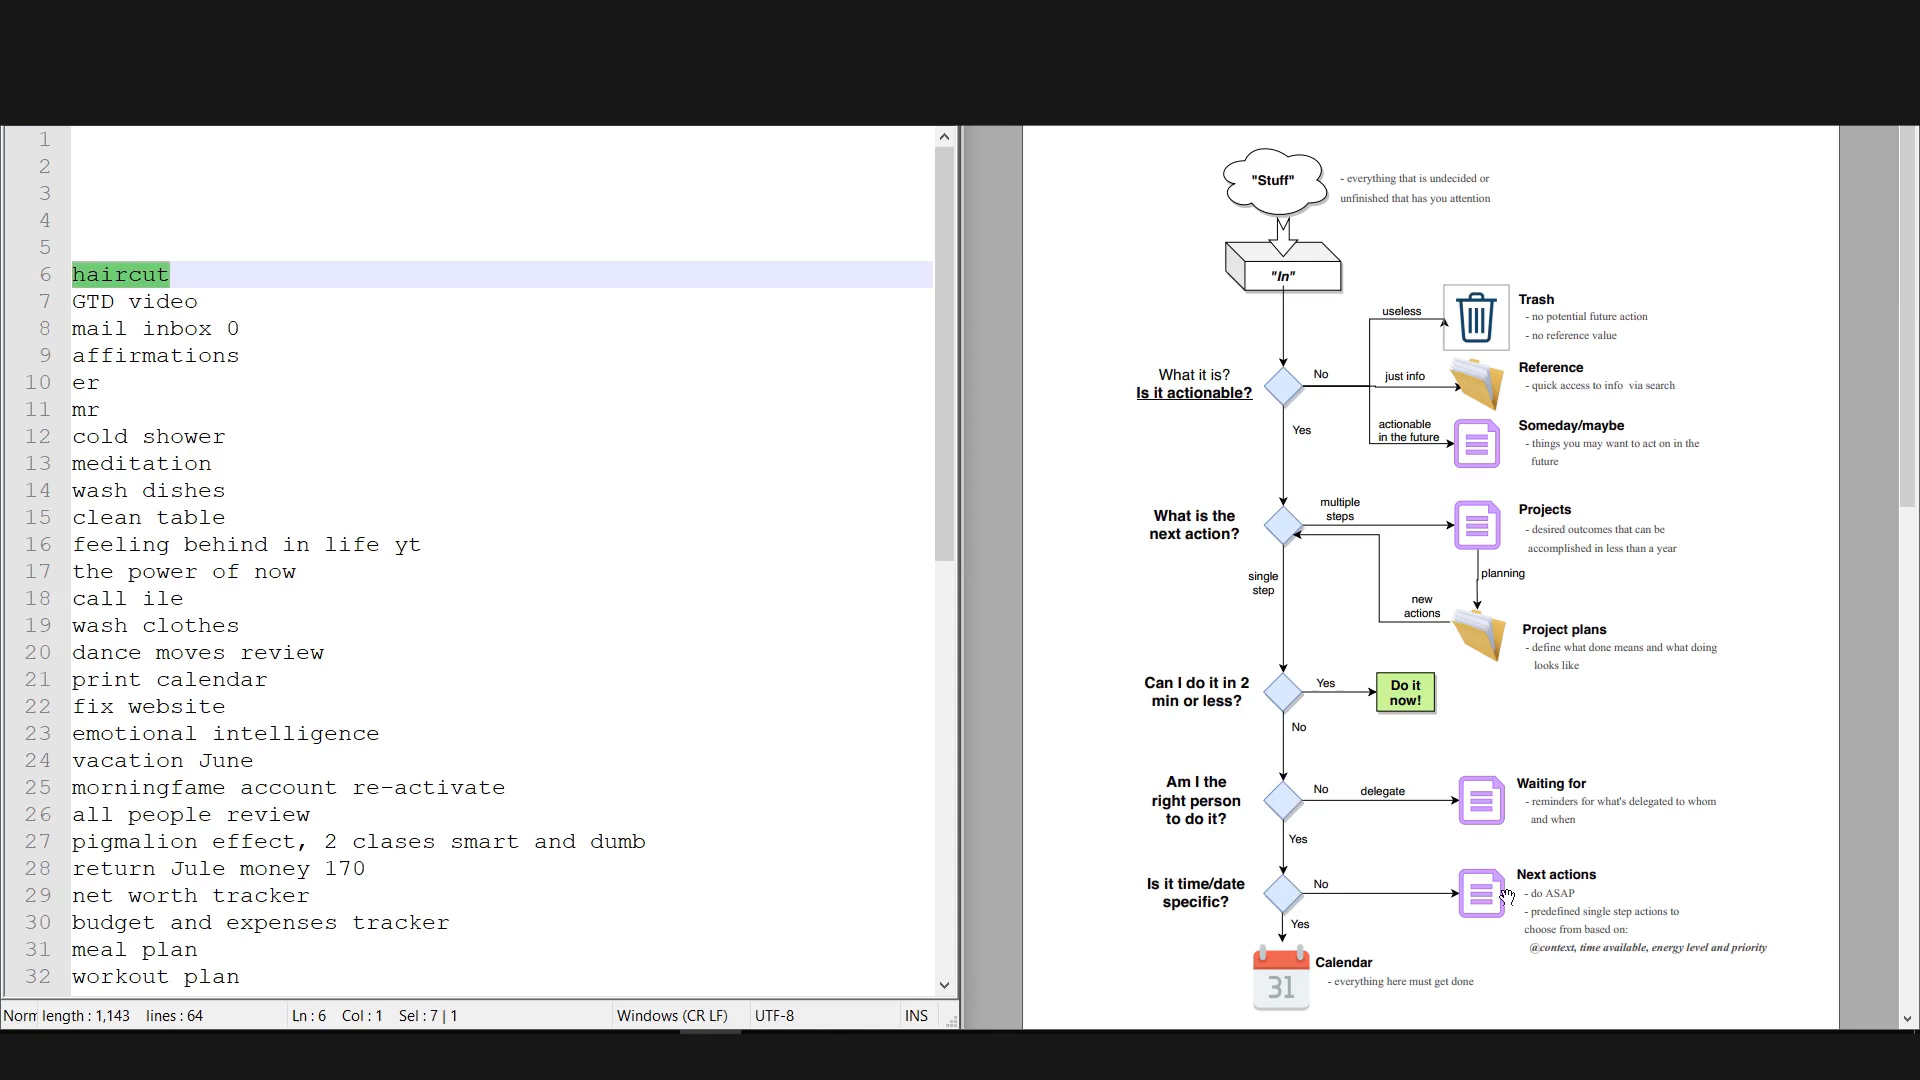 1
2
3
4
5
6 haircut
7 GTD video
8 mail inbox 0
9 affirmations
10 er
11 mr
12 cold shower
13 meditation
14 wash dishes
15 clean table
16 feeling behind in life yt
17 the power of now
18 call ile
19 wash clothes
20 dance moves review
21 print calendar
22 fix website
23 emotional intelligence
24 vacation June
25 morningfame account re-activate
26 all people review
27 pigmalion effect, 2 clases smart and dumb
28 return Jule money 170
29 net worth tracker
30 budget and expenses tracker
31 meal plan
32 workout plan
Norm length : 1,143 lines : 64 Ln : 6 Col : 1 Sel : 7 | 1 Windows (CR LF) UTF-8 INS
"Stuff"
- everything that is undecided or
unfinished that has you attention
"In"
useless
Trash
- no potential future action
- no reference value
What it is?
Is it actionable?
No
just info
Reference
- quick access to info via search
actionable
in the future
Someday/maybe
- things you may want to act on in the
future
Yes
What is the
next action?
multiple
steps
Projects
- desired outcomes that can be
accomplished in less than a year
planning
single
step
new
actions
Project plans
- define what done means and what doing
looks like
Can I do it in 2
min or less?
Yes
Do it
now!
No
Am I the
right person
to do it?
No
delegate
Waiting for
- reminders for what's delegated to whom
and when
Yes
Is it time/date
specific?
No
Next actions
- do ASAP
- predefined single step actions to
choose from based on:
@context, time available, energy level and priority
Yes
31
Calendar
- everything here must get done